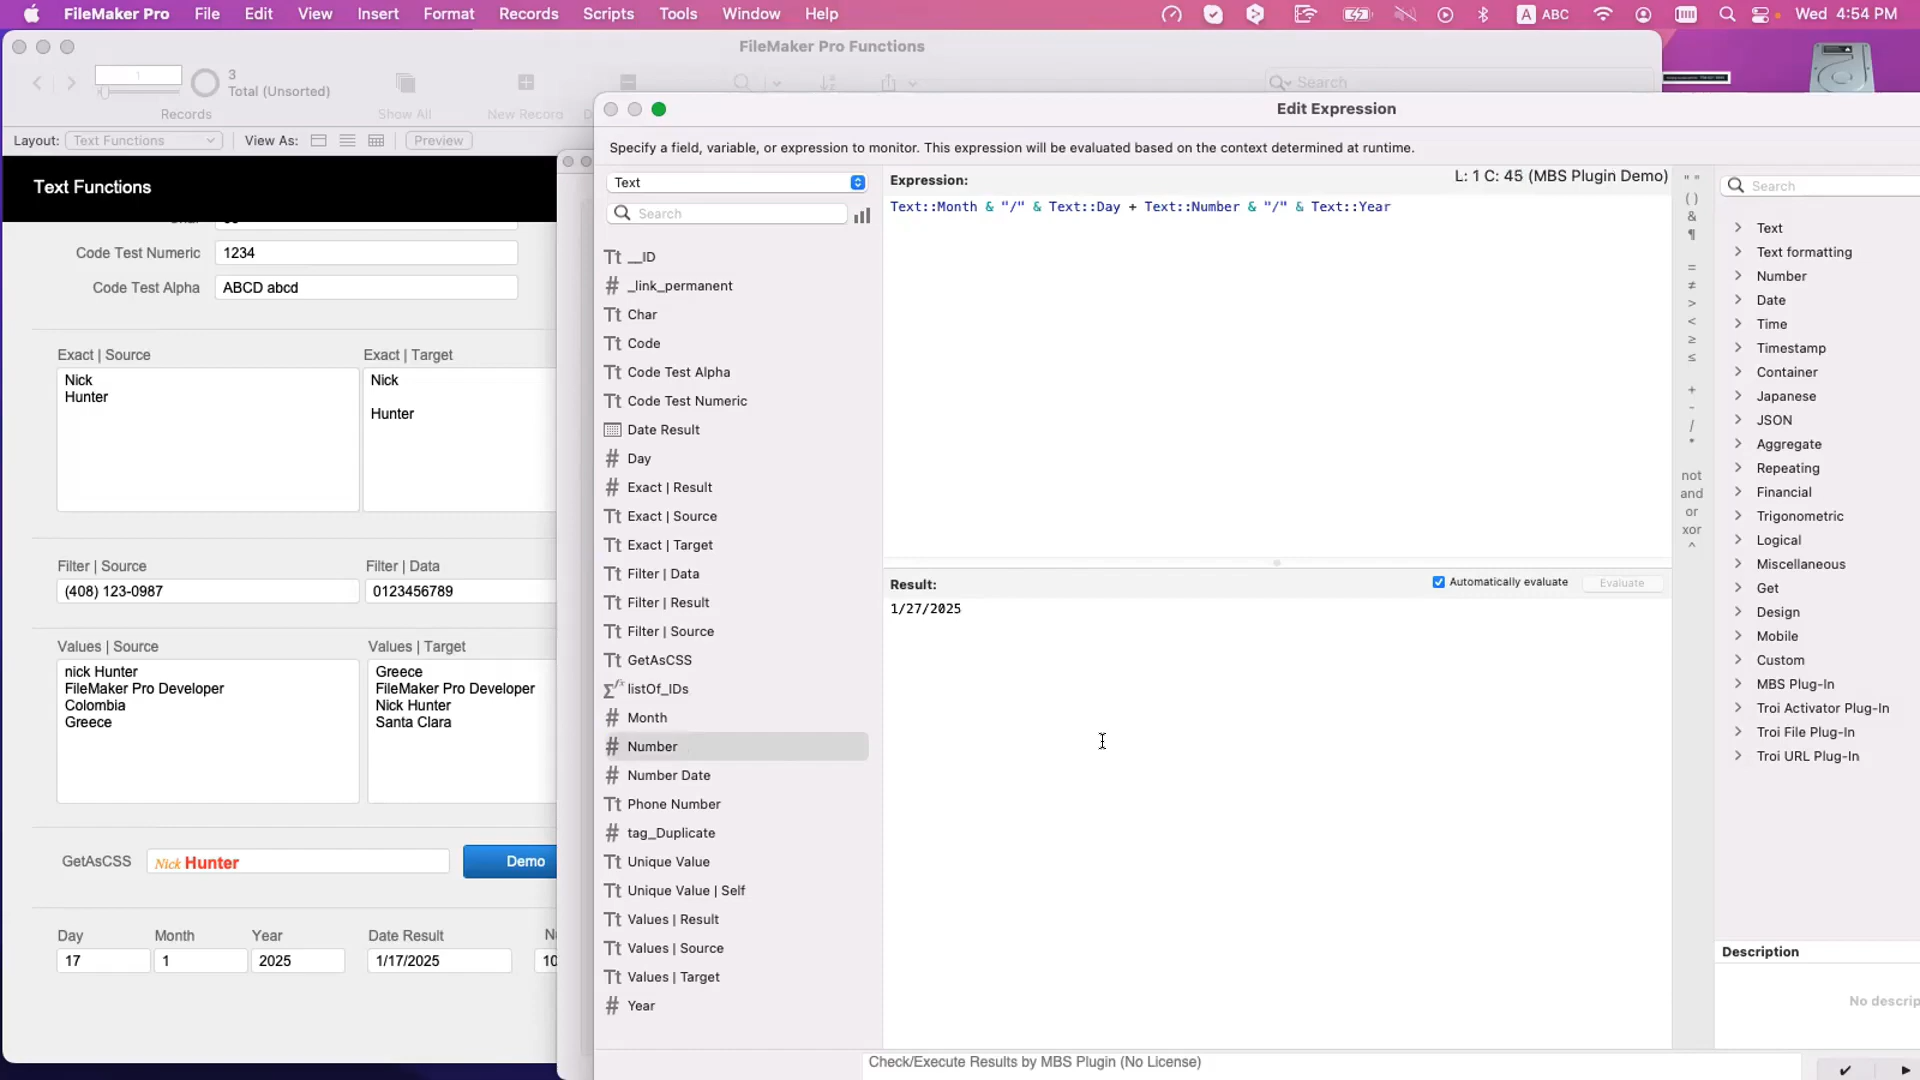 FileMaker Pro File Edit View Insert Format Records Scripts Tools Window Help A ABC Wed 4:54 PM
FileMaker Pro Functions
1
3
Total (Unsorted)
Records
Show All
New Record
Search
Layout: Text Functions View As: Preview
Text Functions
Code Test Numeric 1234
Code Test Alpha ABCD abcd
Exact | Source Exact | Target
Nick
Hunter
Nick
Hunter
Filter | Source Filter | Data
(408) 123-0987 0123456789
Values | Source Values | Target
nick Hunter
FileMaker Pro Developer
Colombia
Greece
Greece
FileMaker Pro Developer
Nick Hunter
Santa Clara
GetAsCSS Nick Hunter Demo
Day Month Year Date Result
17 1 2025 1/17/2025 10
Edit Expression
Specify a field, variable, or expression to monitor. This expression will be evaluated based on the context determined at runtime.
Text
Search
__ID
_link_permanent
Char
Code
Code Test Alpha
Code Test Numeric
Date Result
Day
Exact | Result
Exact | Source
Exact | Target
Filter | Data
Filter | Result
Filter | Source
GetAsCSS
listOf_IDs
Month
Number
Number Date
Phone Number
tag_Duplicate
Unique Value
Unique Value | Self
Values | Result
Values | Source
Values | Target
Year
Expression: L: 1 C: 45 (MBS Plugin Demo)
Text::Month & "/" & Text::Day + Text::Number & "/" & Text::Year
Result: Automatically evaluate Evaluate
1/27/2025
Check/Execute Results by MBS Plugin (No License)
" "
( )
&
¶
=
≠
>
<
≥
≤
+
-
/
*
not
and
or
xor
^
Search
Text
Text formatting
Number
Date
Time
Timestamp
Container
Japanese
JSON
Aggregate
Repeating
Financial
Trigonometric
Logical
Miscellaneous
Get
Design
Mobile
Custom
MBS Plug-In
Troi Activator Plug-In
Troi File Plug-In
Troi URL Plug-In
Description
No descrip